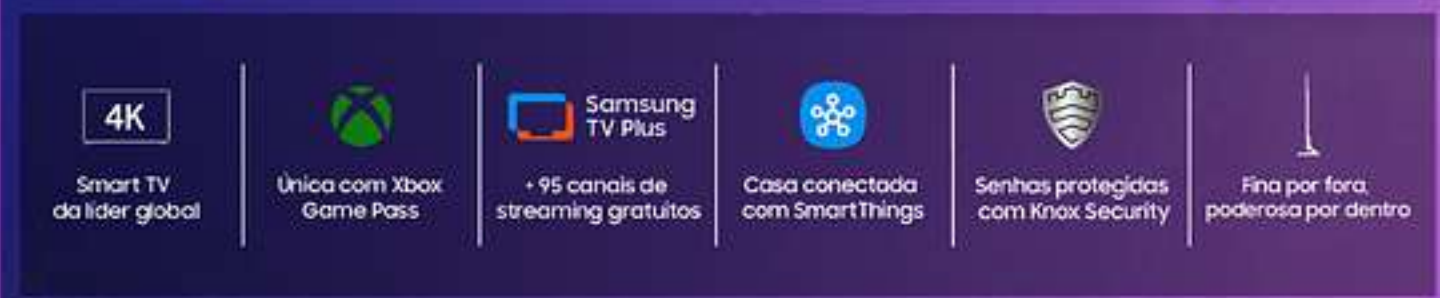 4K
Smart TV
da líder global
Única com Xbox
Game Pass
Samsung
TV Plus
+ 95 canais de
streaming gratuitos
Casa conectada
com SmartThings
Senhas protegidas
com Knox Security
Fina por fora,
poderosa por dentro